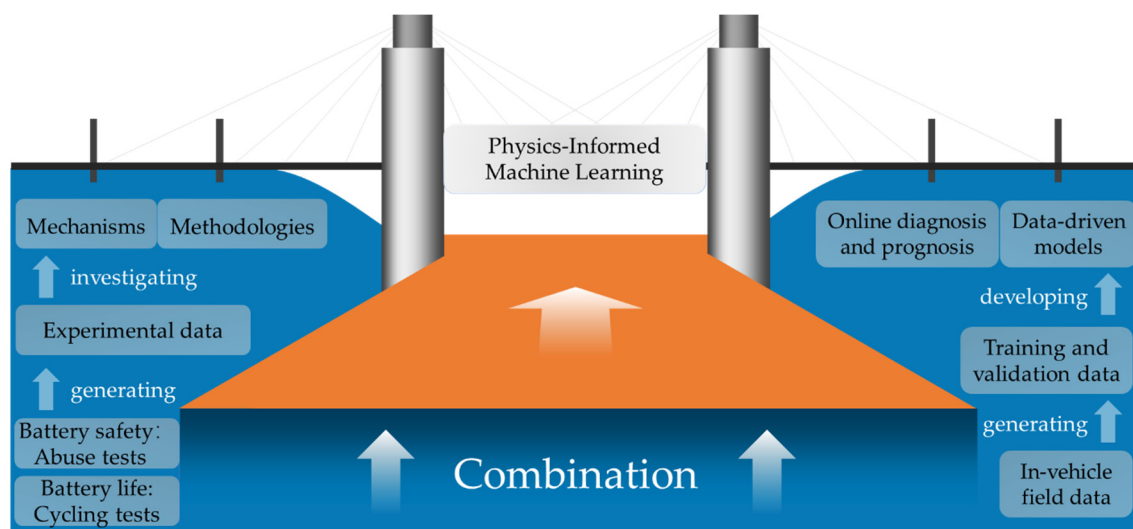 Physics-Informed
Machine Learning
Mechanisms
Methodologies
investigating
Experimental data
generating
Battery safety:
Abuse tests
Battery life:
Cycling tests
Combination
Online diagnosis
and prognosis
Data-driven
models
developing
Training and
validation data
generating
In-vehicle
field data